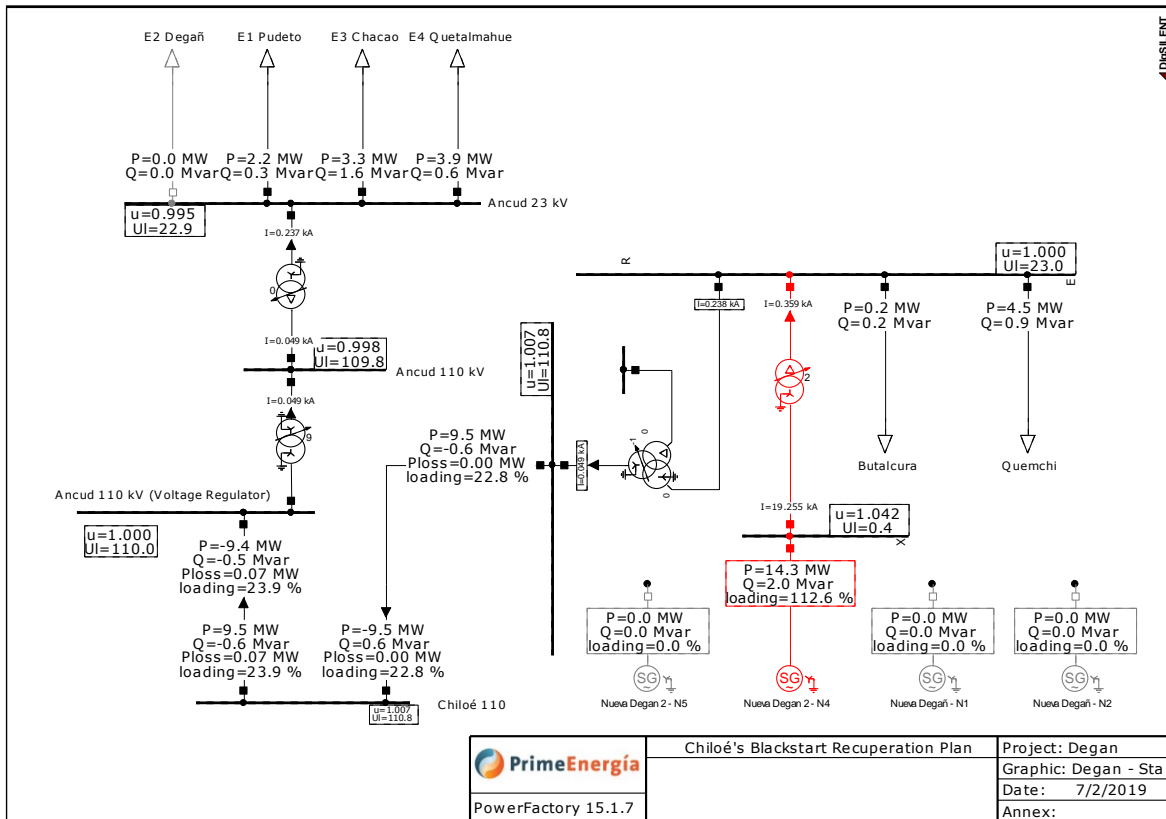 E2 Degañ
E1 Pudeto
E3 Chacao
E4 Quetalmahue
DIgSILENT
P=0.0 MW
Q=0.0 Mvar
P=2.2 MW
Q=0.3 Mvar
P=3.3 MW
Q=1.6 Mvar
P=3.9 MW
Q=0.6 Mvar
Ancud 23 kV
u=0.995
Ul=22.9
I=0.237 kA
0
I=0.049 kA
u=0.998
Ul=109.8
Ancud 110 kV
I=0.049 kA
9
Ancud 110 kV (Voltage Regulator)
u=1.000
Ul=110.0
P=-9.4 MW
Q=-0.5 Mvar
Ploss=0.07 MW
loading=23.9 %
P=9.5 MW
Q=-0.6 Mvar
Ploss=0.07 MW
loading=23.9 %
P=9.5 MW
Q=-0.6 Mvar
Ploss=0.00 MW
loading=22.8 %
P=-9.5 MW
Q=0.6 Mvar
Ploss=0.00 MW
loading=22.8 %
Chiloé 110
u=1.007
Ul=110.8
u=1.007
Ul=110.8
I=0.049 kA
-1
0
0
R
u=1.000
Ul=23.0
E
I=0.238 kA
I=0.359 kA
P=0.2 MW
Q=0.2 Mvar
P=4.5 MW
Q=0.9 Mvar
2
Butalcura
Quemchi
I=19.255 kA
u=1.042
Ul=0.4
X
P=0.0 MW
Q=0.0 Mvar
loading=0.0 %
SG
~
Nueva Degan 2 - N5
P=14.3 MW
Q=2.0 Mvar
loading=112.6 %
SG
~
Nueva Degan 2 - N4
P=0.0 MW
Q=0.0 Mvar
loading=0.0 %
SG
~
Nueva Degañ - N1
P=0.0 MW
Q=0.0 Mvar
loading=0.0 %
SG
~
Nueva Degañ - N2
PrimeEnergía
PowerFactory 15.1.7
Chiloé's Blackstart Recuperation Plan
Project: Degan
Graphic: Degan - Sta
Date: 7/2/2019
Annex: